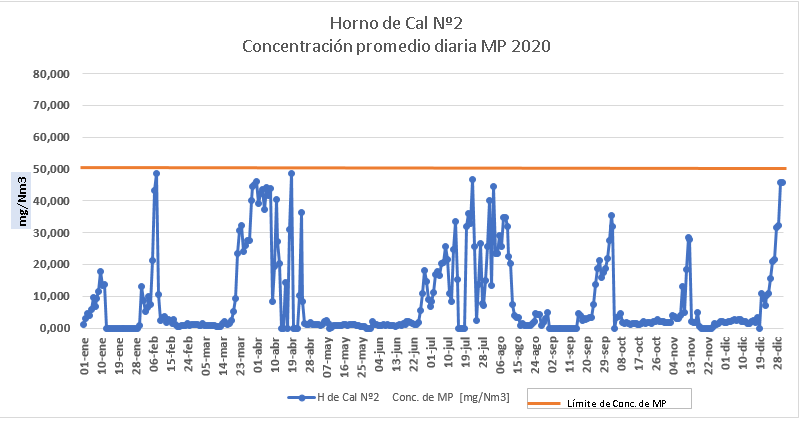 Horno de Cal Nº2
Concentración promedio diaria MP 2020
80,000
70,000
60,000
50,000
40,000
30,000
20,000
10,000
0,000
mg/Nm3
01-ene
10-ene
19-ene
28-ene
06-feb
15-feb
24-feb
05-mar
14-mar
23-mar
01-abr
10-abr
19-abr
28-abr
07-may
17-may
26-may
04-jun
13-jun
22-jun
01-jul
10-jul
19-jul
28-jul
06-ago
15-ago
24-ago
02-sep
11-sep
20-sep
29-sep
08-oct
17-oct
26-oct
04-nov
13-nov
22-nov
01-dic
10-dic
19-dic
28-dic
H de Cal Nº2 Conc. de MP [mg/Nm3]
Límite de Conc. de MP